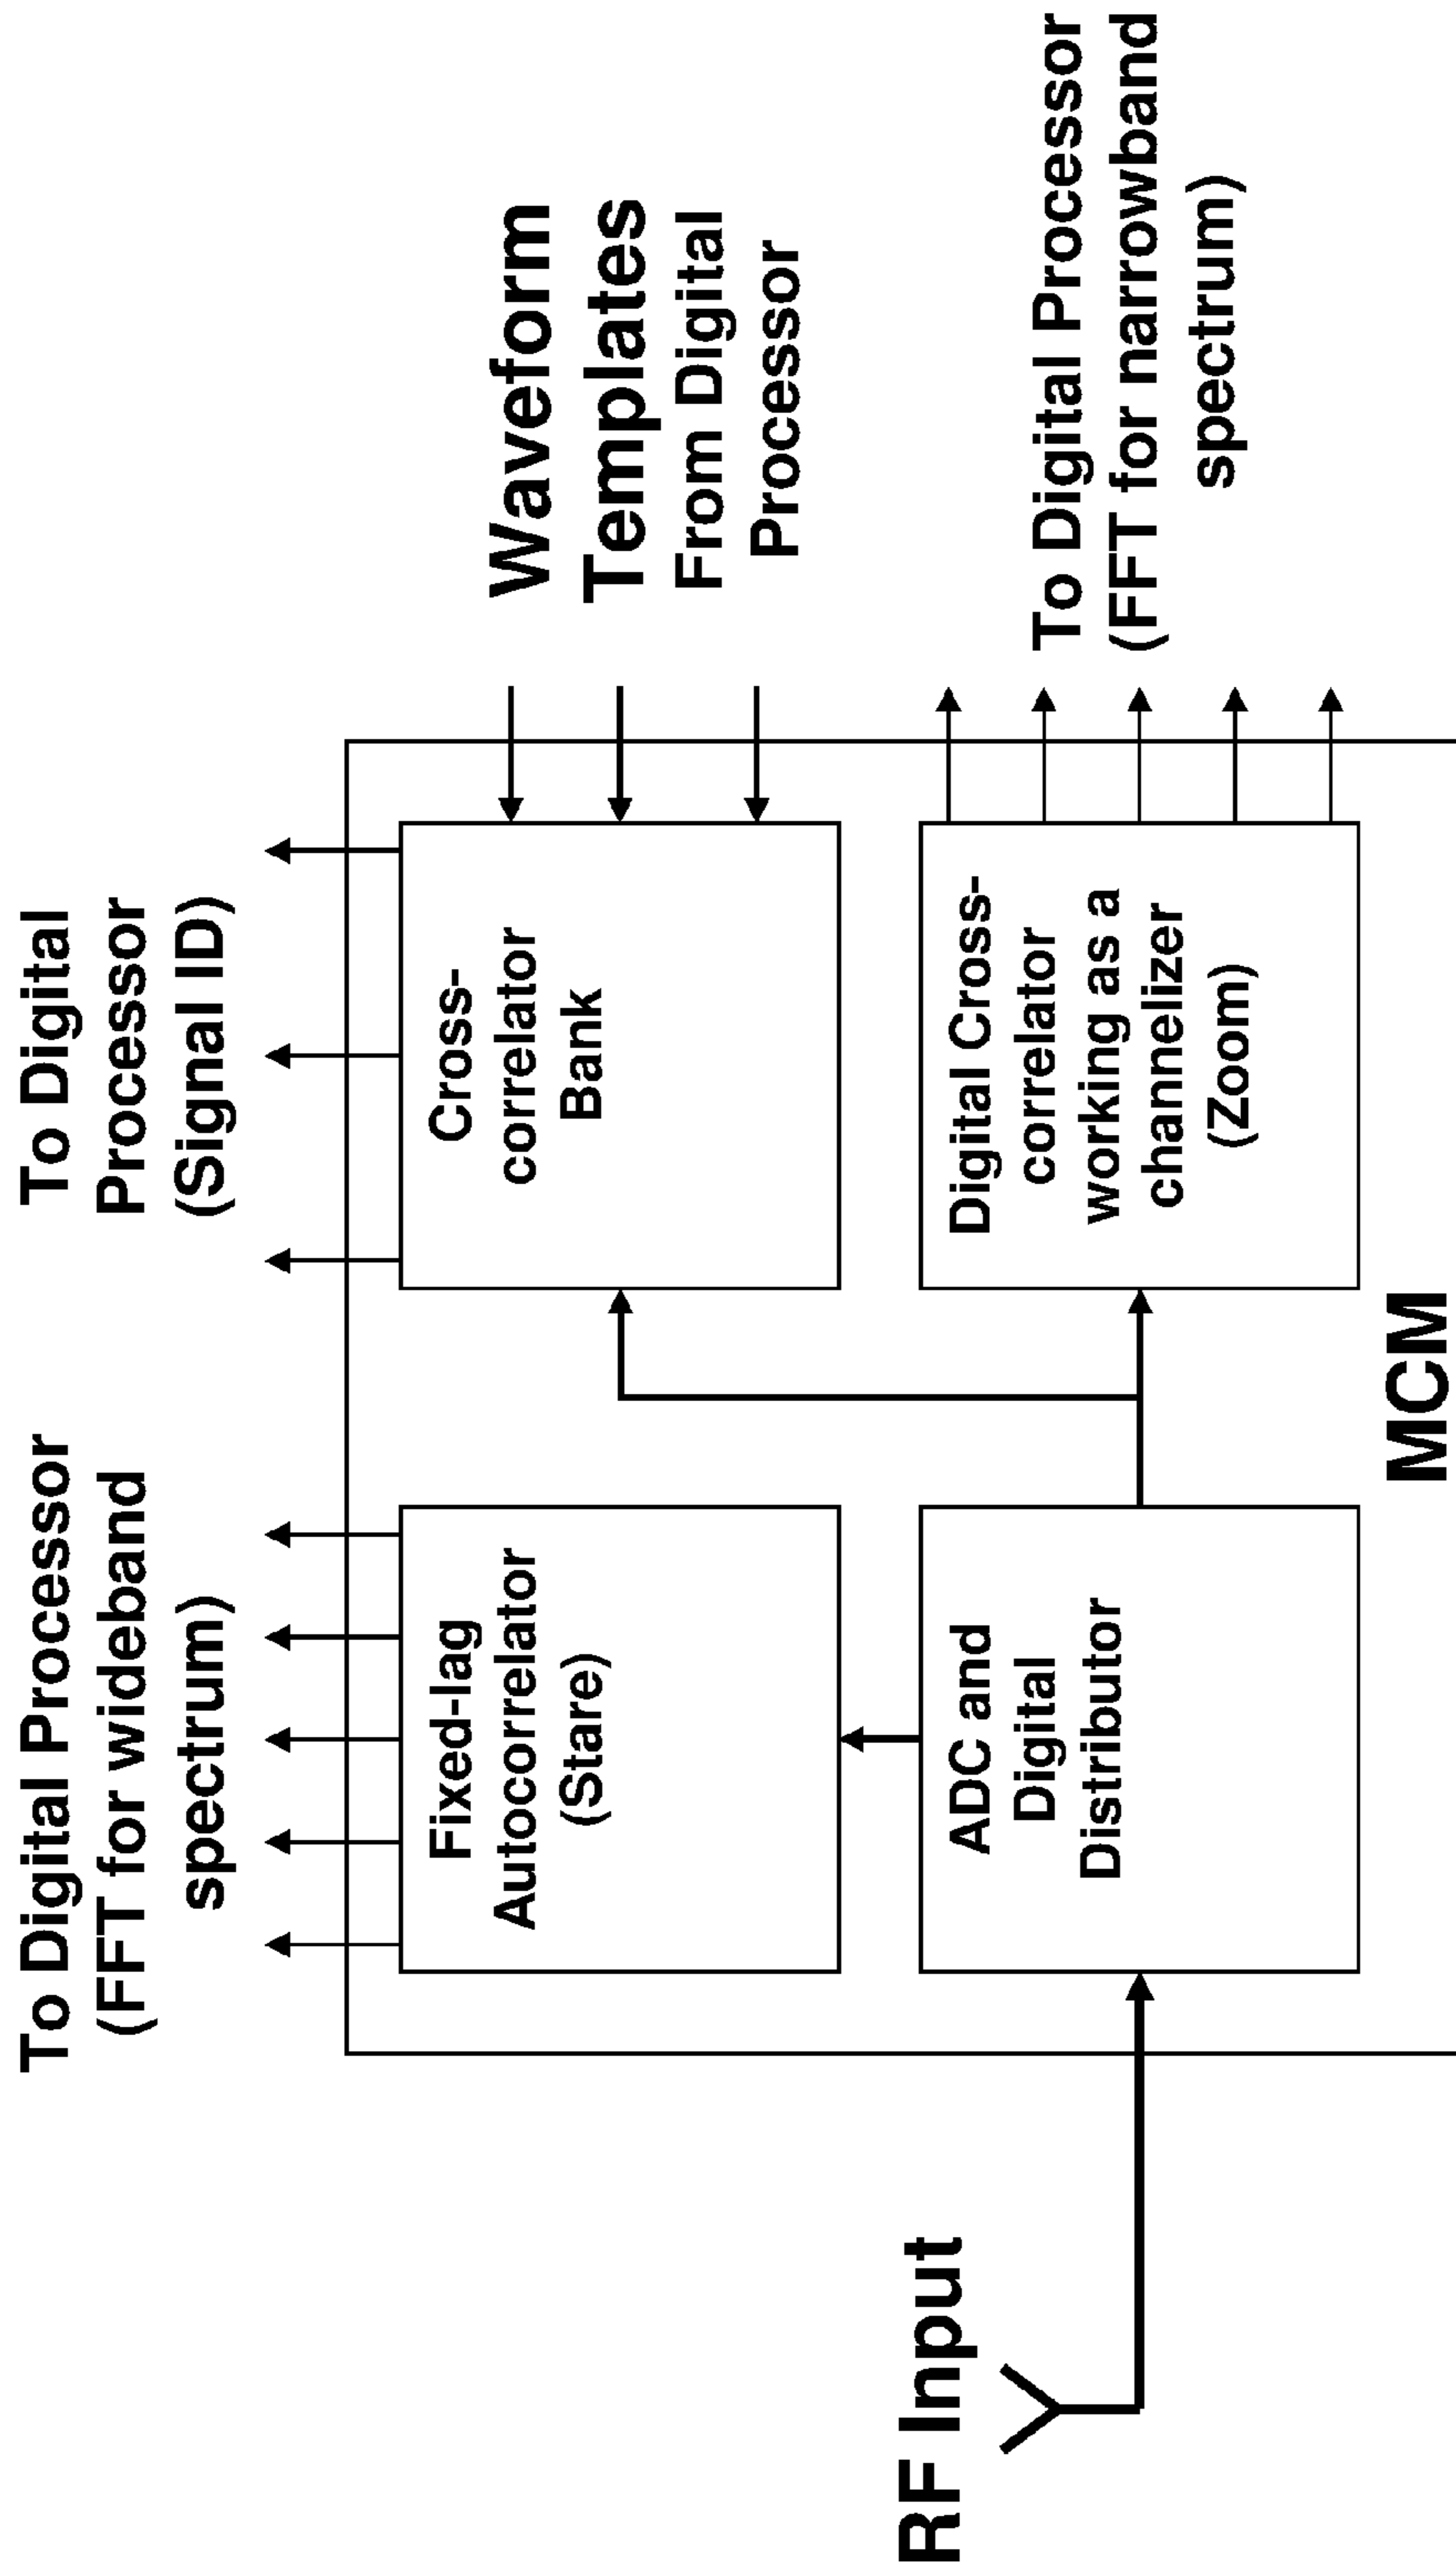 To Digital Processor
(FFT for wideband
spectrum)
To Digital
Processor
(Signal ID)
Fixed-lag
Autocorrelator
(Stare)
Cross-
correlator
Bank
Waveform
Templates
From Digital
Processor
RF Input
ADC and
Digital
Distributor
Digital Cross-
correlator
working as a
channelizer
(Zoom)
To Digital Processor
(FFT for narrowband
spectrum)
MCM